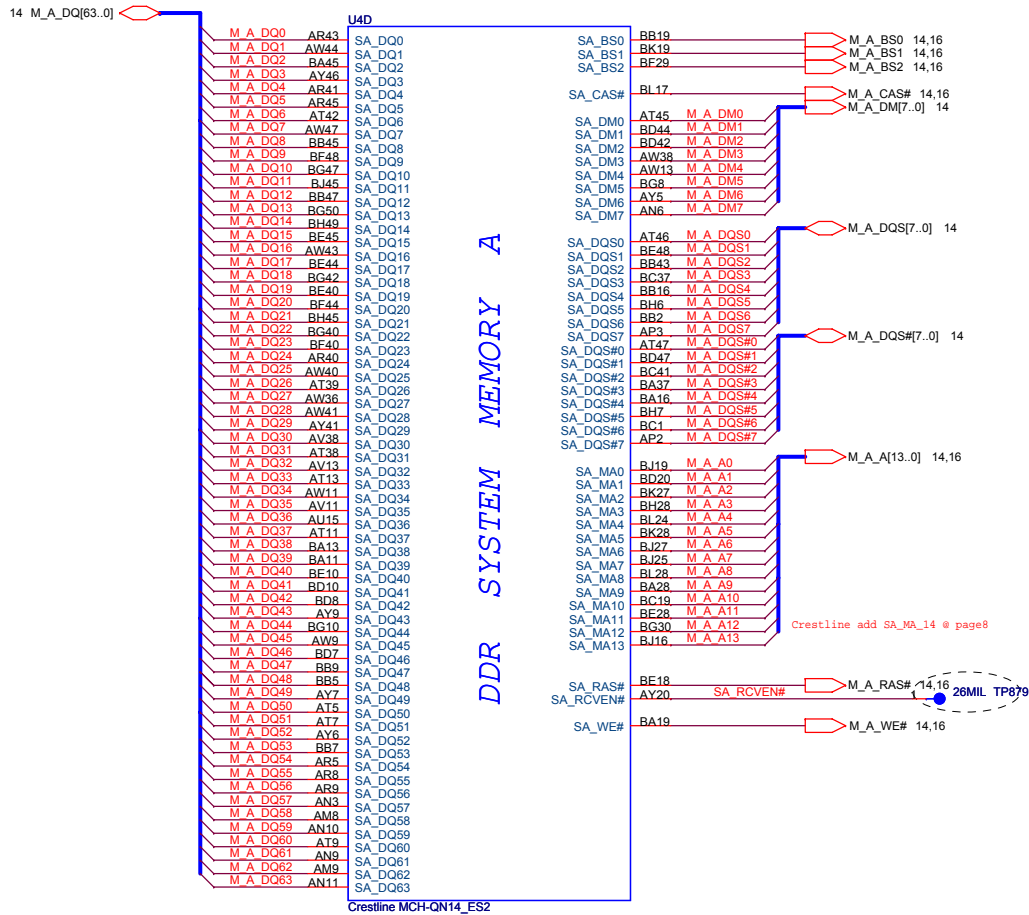 14 M_A_DQ[63..0]
U4D
M_A_DQ0 AR43 SA_DQ0 SA_BS0 BB19 M_A_BS0 14,16
M_A_DQ1 AW44 SA_DQ1 SA_BS1 BK19 M_A_BS1 14,16
M_A_DQ2 BA45 SA_DQ2 SA_BS2 BF29 M_A_BS2 14,16
M_A_DQ3 AY46 SA_DQ3
M_A_DQ4 AR41 SA_DQ4 SA_CAS# BL17 M_A_CAS# 14,16
M_A_DQ5 AR45 SA_DQ5 M_A_DM[7..0] 14
M_A_DQ6 AT42 SA_DQ6 SA_DM0 AT45 M_A_DM0
M_A_DQ7 AW47 SA_DQ7 SA_DM1 BD44 M_A_DM1
M_A_DQ8 BB45 SA_DQ8 SA_DM2 BD42 M_A_DM2
M_A_DQ9 BF48 SA_DQ9 SA_DM3 AW38 M_A_DM3
M_A_DQ10 BG47 SA_DQ10 SA_DM4 AW13 M_A_DM4
M_A_DQ11 BJ45 SA_DQ11 SA_DM5 BG8 M_A_DM5
M_A_DQ12 BB47 SA_DQ12 SA_DM6 AY5 M_A_DM6
M_A_DQ13 BG50 SA_DQ13 SA_DM7 AN6 M_A_DM7
M_A_DQ14 BH49 SA_DQ14 M_A_DQS[7..0] 14
M_A_DQ15 BE45 SA_DQ15 SA_DQS0 AT46 M_A_DQS0
M_A_DQ16 AW43 SA_DQ16 SA_DQS1 BE48 M_A_DQS1
M_A_DQ17 BE44 SA_DQ17 SA_DQS2 BB43 M_A_DQS2
M_A_DQ18 BG42 SA_DQ18 SA_DQS3 BC37 M_A_DQS3
M_A_DQ19 BE40 SA_DQ19 SA_DQS4 BB16 M_A_DQS4
M_A_DQ20 BF44 SA_DQ20 SA_DQS5 BH6 M_A_DQS5
M_A_DQ21 BH45 SA_DQ21 SA_DQS6 BB2 M_A_DQS6
M_A_DQ22 BG40 SA_DQ22 SA_DQS7 AP3 M_A_DQS7 M_A_DQS#[7..0] 14
M_A_DQ23 BF40 SA_DQ23 SA_DQS#0 AT47 M_A_DQS#0
M_A_DQ24 AR40 SA_DQ24 SA_DQS#1 BD47 M_A_DQS#1
M_A_DQ25 AW40 SA_DQ25 SA_DQS#2 BC41 M_A_DQS#2
M_A_DQ26 AT39 SA_DQ26 SA_DQS#3 BA37 M_A_DQS#3
M_A_DQ27 AW36 SA_DQ27 SA_DQS#4 BA16 M_A_DQS#4
M_A_DQ28 AW41 SA_DQ28 SA_DQS#5 BH7 M_A_DQS#5
M_A_DQ29 AY41 SA_DQ29 SA_DQS#6 BC1 M_A_DQS#6
M_A_DQ30 AV38 SA_DQ30 SA_DQS#7 AP2 M_A_DQS#7
M_A_DQ31 AT38 SA_DQ31 M_A_A[13..0] 14,16
M_A_DQ32 AV13 SA_DQ32 SA_MA0 BJ19 M_A_A0
M_A_DQ33 AT13 SA_DQ33 SA_MA1 BD20 M_A_A1
M_A_DQ34 AW11 SA_DQ34 SA_MA2 BK27 M_A_A2
M_A_DQ35 AV11 SA_DQ35 SA_MA3 BH28 M_A_A3
M_A_DQ36 AU15 SA_DQ36 SA_MA4 BL24 M_A_A4
M_A_DQ37 AT11 SA_DQ37 SA_MA5 BK28 M_A_A5
M_A_DQ38 BA13 SA_DQ38 SA_MA6 BJ27 M_A_A6
M_A_DQ39 BA11 SA_DQ39 SA_MA7 BJ25 M_A_A7
M_A_DQ40 BE10 SA_DQ40 SA_MA8 BL28 M_A_A8
M_A_DQ41 BD10 SA_DQ41 SA_MA9 BA28 M_A_A9
M_A_DQ42 BD8 SA_DQ42 SA_MA10 BC19 M_A_A10
M_A_DQ43 AY9 SA_DQ43 SA_MA11 BE28 M_A_A11
M_A_DQ44 BG10 SA_DQ44 SA_MA12 BG30 M_A_A12 Crestline add SA_MA_14 @ page8
M_A_DQ45 AW9 SA_DQ45 SA_MA13 BJ16 M_A_A13
M_A_DQ46 BD7 SA_DQ46
M_A_DQ47 BB9 SA_DQ47
M_A_DQ48 BB5 SA_DQ48 SA_RAS# BE18 M_A_RAS# 14,16
M_A_DQ49 AY7 SA_DQ49 SA_RCVEN# AY20 SA_RCVEN# 1 26MIL TP879
M_A_DQ50 AT5 SA_DQ50
M_A_DQ51 AT7 SA_DQ51 SA_WE# BA19 M_A_WE# 14,16
M_A_DQ52 AY6 SA_DQ52
M_A_DQ53 BB7 SA_DQ53
M_A_DQ54 AR5 SA_DQ54
M_A_DQ55 AR8 SA_DQ55
M_A_DQ56 AR9 SA_DQ56
M_A_DQ57 AN3 SA_DQ57
M_A_DQ58 AM8 SA_DQ58
M_A_DQ59 AN10 SA_DQ59
M_A_DQ60 AT9 SA_DQ60
M_A_DQ61 AN9 SA_DQ61
M_A_DQ62 AM9 SA_DQ62
M_A_DQ63 AN11 SA_DQ63
DDR SYSTEM MEMORY A
Crestline MCH-QN14_ES2